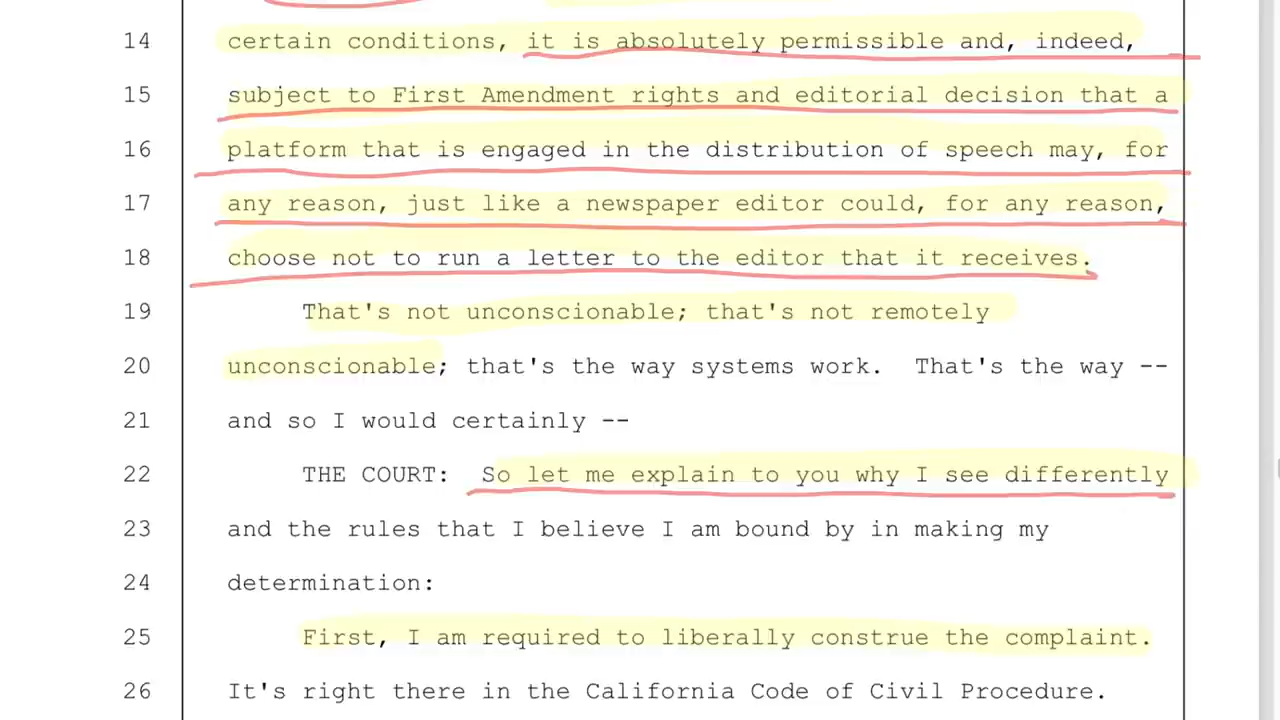 14 certain conditions, it is absolutely permissible and, indeed,
15 subject to First Amendment rights and editorial decision that a
16 platform that is engaged in the distribution of speech may, for
17 any reason, just like a newspaper editor could, for any reason,
18 choose not to run a letter to the editor that it receives.
19 That's not unconscionable; that's not remotely
20 unconscionable; that's the way systems work. That's the way --
21 and so I would certainly --
22 THE COURT: So let me explain to you why I see differently
23 and the rules that I believe I am bound by in making my
24 determination:
25 First, I am required to liberally construe the complaint.
26 It's right there in the California Code of Civil Procedure.